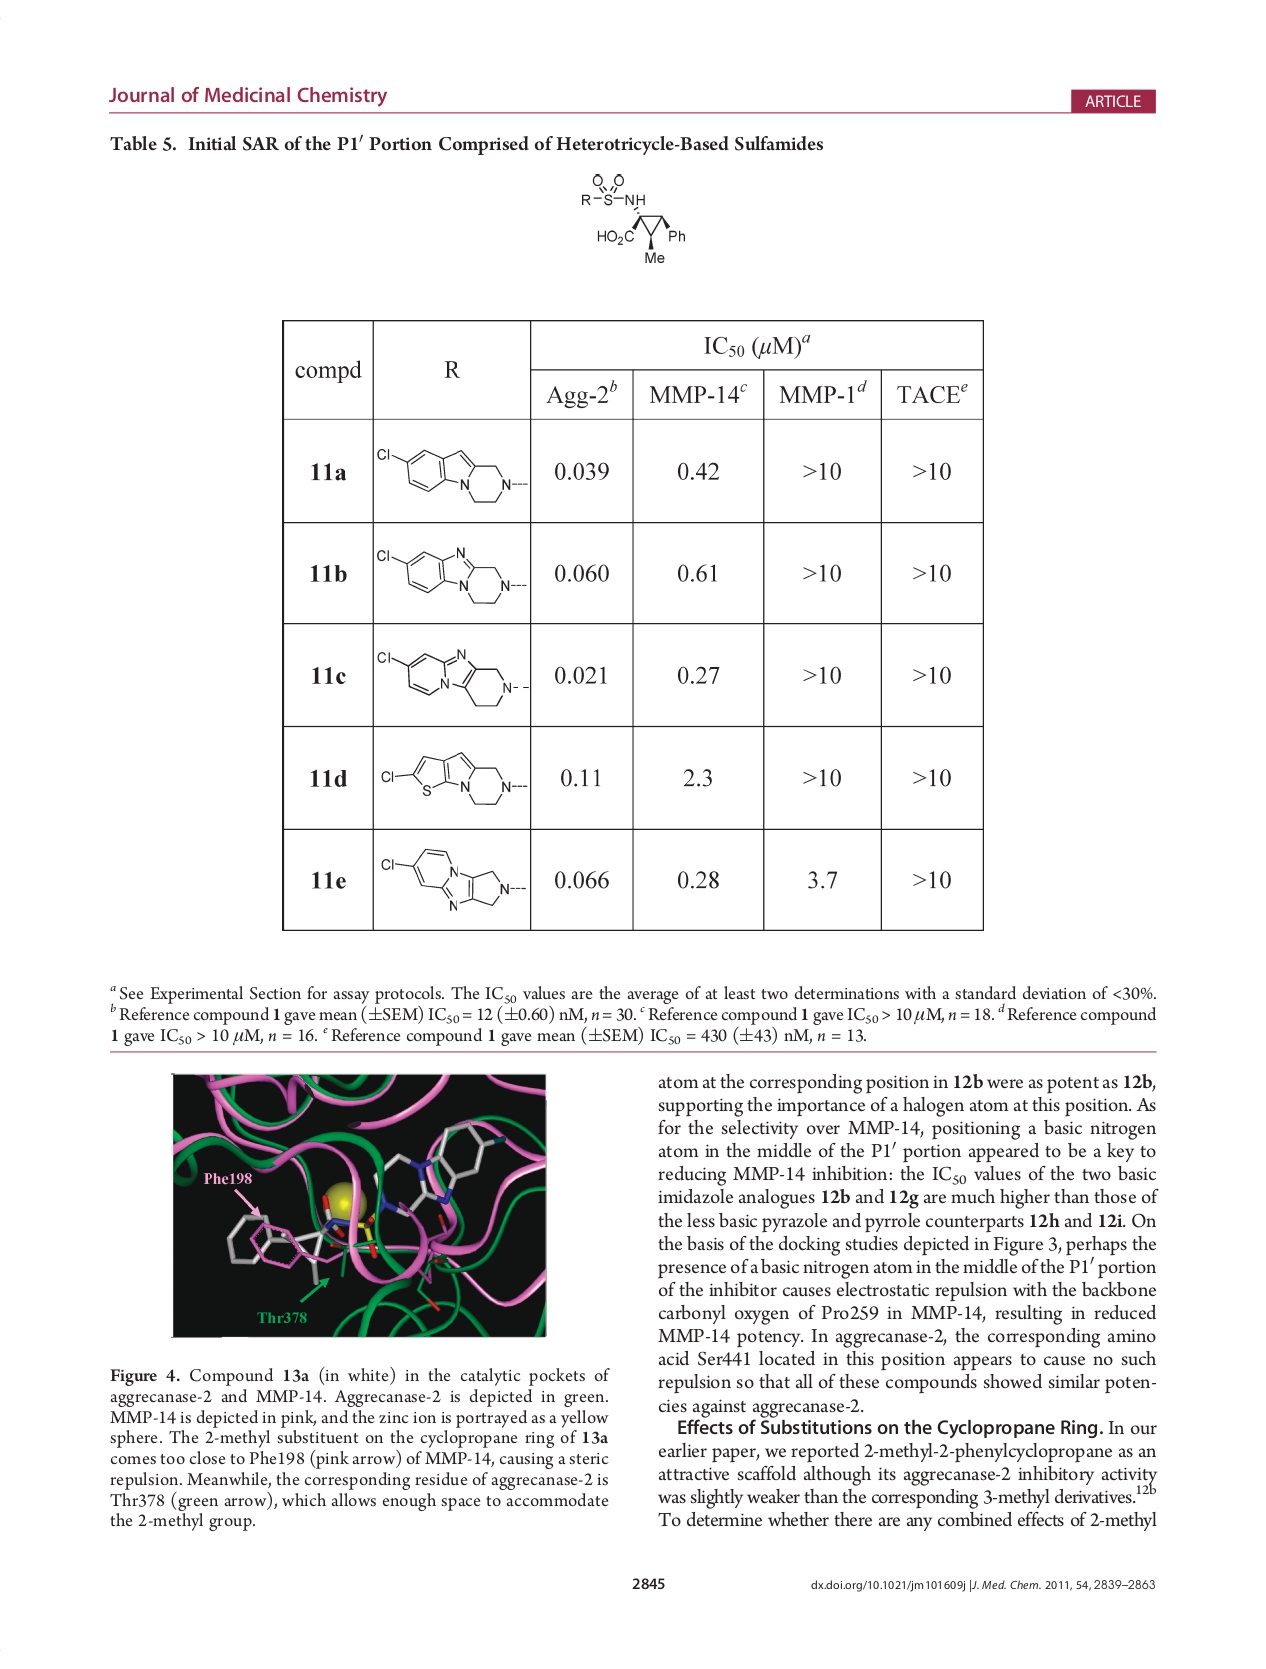 Journal of Medicinal Chemistry
ARTICLE
Table 5. Initial SAR of the P1′ Portion Comprised of Heterotricycle-Based Sulfamides
O O
R-S-NH
HO2C Ph
Me
compd R IC50 (μM)a
Agg-2b MMP-14c MMP-1d TACEe
11a Cl N N 0.039 0.42 >10 >10
11b Cl N N N 0.060 0.61 >10 >10
11c Cl N N N 0.021 0.27 >10 >10
11d Cl S N N 0.11 2.3 >10 >10
11e Cl N N N 0.066 0.28 3.7 >10
a See Experimental Section for assay protocols. The IC50 values are the average of at least two determinations with a standard deviation of <30%.
b Reference compound 1 gave mean (±SEM) IC50 = 12 (±0.60) nM, n = 30. c Reference compound 1 gave IC50 > 10 μM, n = 18. d Reference compound
1 gave IC50 > 10 μM, n = 16. e Reference compound 1 gave mean (±SEM) IC50 = 430 (±43) nM, n = 13.
Phe198
Thr378
Figure 4. Compound 13a (in white) in the catalytic pockets of
aggrecanase-2 and MMP-14. Aggrecanase-2 is depicted in green.
MMP-14 is depicted in pink, and the zinc ion is portrayed as a yellow
sphere. The 2-methyl substituent on the cyclopropane ring of 13a
comes too close to Phe198 (pink arrow) of MMP-14, causing a steric
repulsion. Meanwhile, the corresponding residue of aggrecanase-2 is
Thr378 (green arrow), which allows enough space to accommodate
the 2-methyl group.
atom at the corresponding position in 12b were as potent as 12b,
supporting the importance of a halogen atom at this position. As
for the selectivity over MMP-14, positioning a basic nitrogen
atom in the middle of the P1′ portion appeared to be a key to
reducing MMP-14 inhibition: the IC50 values of the two basic
imidazole analogues 12b and 12g are much higher than those of
the less basic pyrazole and pyrrole counterparts 12h and 12i. On
the basis of the docking studies depicted in Figure 3, perhaps the
presence of a basic nitrogen atom in the middle of the P1′ portion
of the inhibitor causes electrostatic repulsion with the backbone
carbonyl oxygen of Pro259 in MMP-14, resulting in reduced
MMP-14 potency. In aggrecanase-2, the corresponding amino
acid Ser441 located in this position appears to cause no such
repulsion so that all of these compounds showed similar poten-
cies against aggrecanase-2.
Effects of Substitutions on the Cyclopropane Ring. In our
earlier paper, we reported 2-methyl-2-phenylcyclopropane as an
attractive scaffold although its aggrecanase-2 inhibitory activity
was slightly weaker than the corresponding 3-methyl derivatives.12b
To determine whether there are any combined effects of 2-methyl
2845
dx.doi.org/10.1021/jm101609j |J. Med. Chem. 2011, 54, 2839–2863